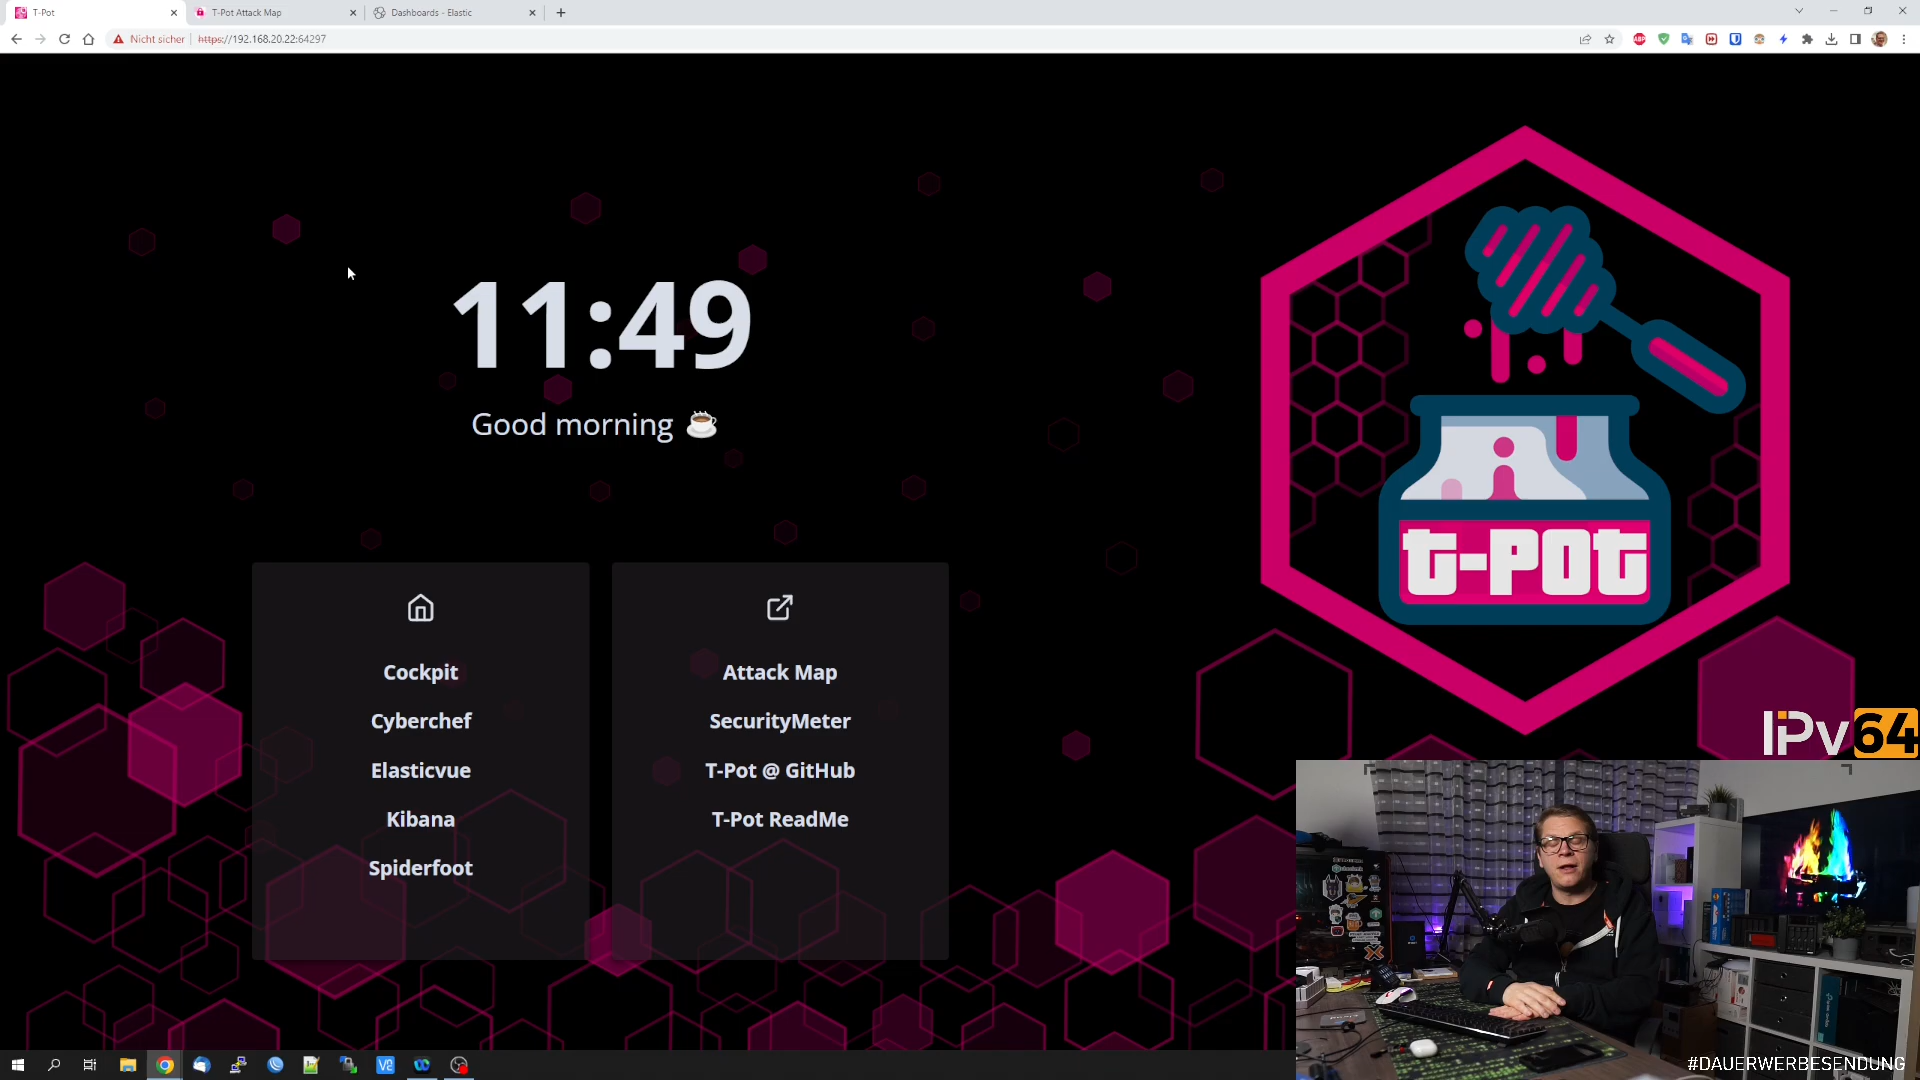 T-Pot
T-Pot Attack Map
Dashboards - Elastic
Nicht sicher
https://192.168.20.22:64297
11:49
Good morning
Cockpit
Cyberchef
Elasticvue
Kibana
Spiderfoot
Attack Map
SecurityMeter
T-Pot @ GitHub
T-Pot ReadMe
t-pot
IPv64
#DAUERWERBESENDUNG